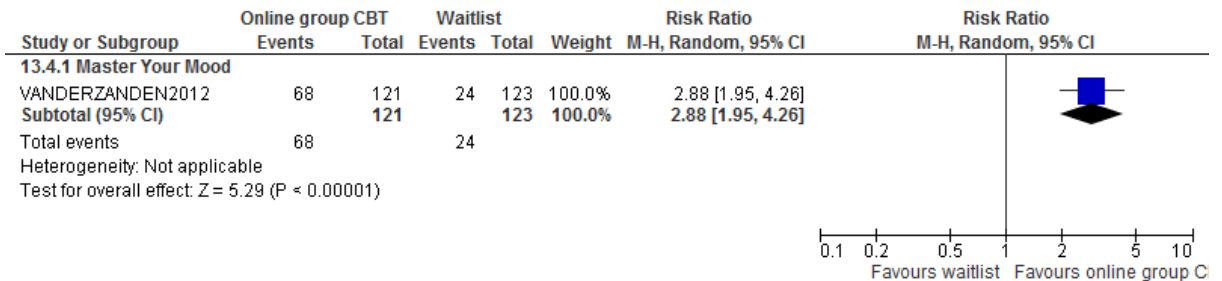 Online group CBT Waitlist Risk Ratio Risk Ratio
Study or Subgroup Events Total Events Total Weight M-H, Random, 95% CI M-H, Random, 95% CI
13.4.1 Master Your Mood
VANDERZANDEN2012 68 121 24 123 100.0% 2.88 [1.95, 4.26]
Subtotal (95% CI) 121 123 100.0% 2.88 [1.95, 4.26]
Total events 68 24
Heterogeneity: Not applicable
Test for overall effect: Z = 5.29 (P < 0.00001)
0.1 0.2 0.5 1 2 5 10
Favours waitlist Favours online group C